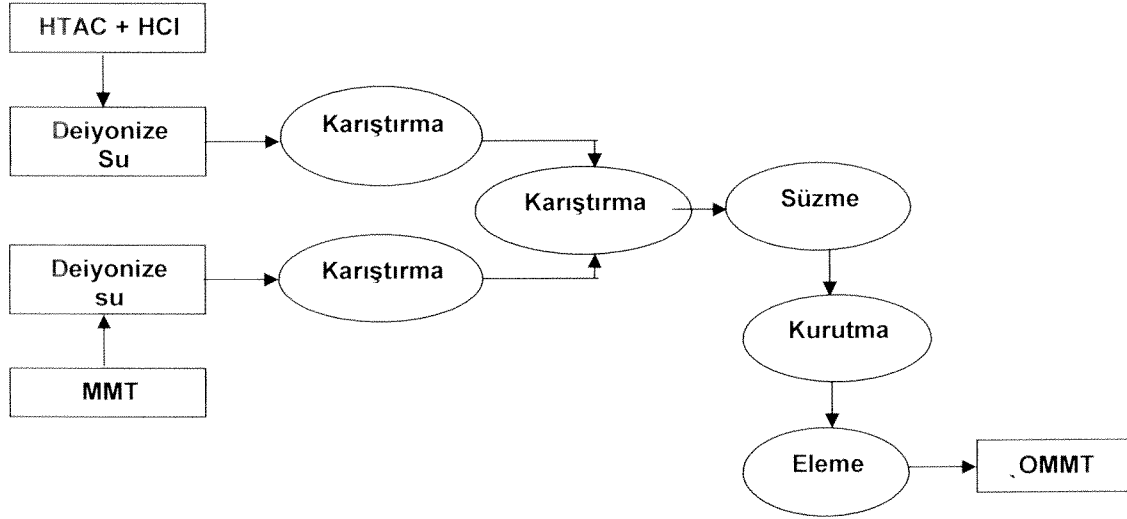 HTAC + HCl
Deiyonize
Su
Karıştırma
Karıştırma
Süzme
Deiyonize
su
Karıştırma
Kurutma
MMT
Eleme
OMMT